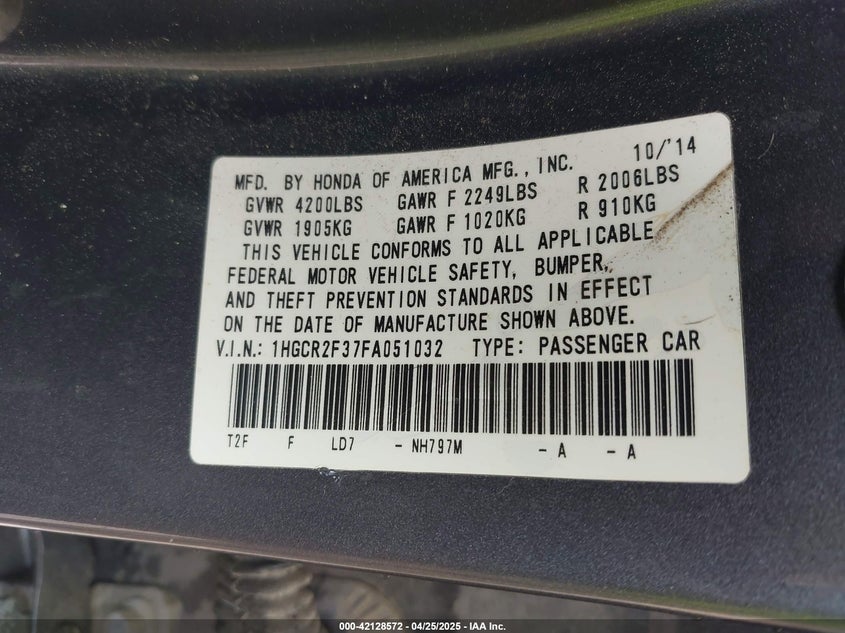 MFD. BY HONDA OF AMERICA MFG., INC. 10/'14
GVWR 4200LBS GAWR F 2249LBS R 2006LBS
GVWR 1905KG GAWR F 1020KG R 910KG
THIS VEHICLE CONFORMS TO ALL APPLICABLE
FEDERAL MOTOR VEHICLE SAFETY, BUMPER,
AND THEFT PREVENTION STANDARDS IN EFFECT
ON THE DATE OF MANUFACTURE SHOWN ABOVE.
V.I.N.: 1HGCR2F37FA051032 TYPE: PASSENGER CAR
T2F F LD7 - NH797M - A - A
000-42128572 | 04/25/2025 - IAA Inc.